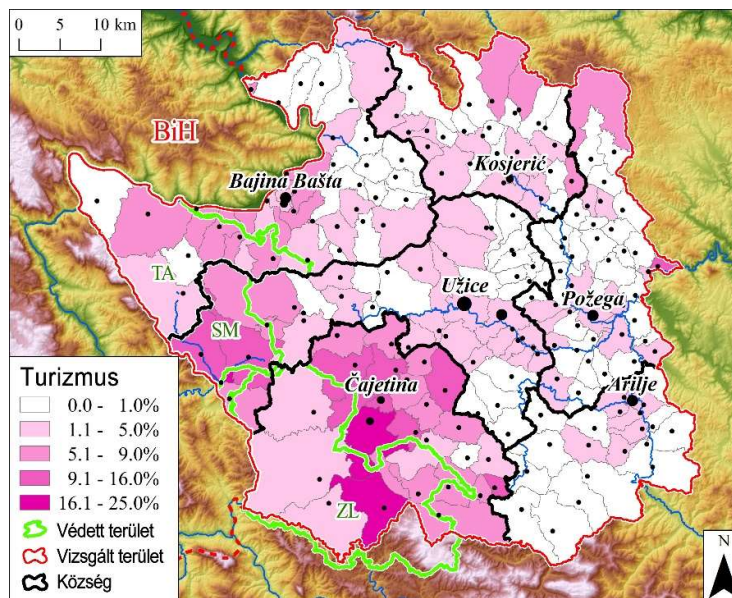 0 5 10 km
BiH
Kosjerić
Bajina Bašta
TA
Užice
Požega
SM
Čajetina
Arilje
ZL
Turizmus
0.0 - 1.0%
1.1 - 5.0%
5.1 - 9.0%
9.1 - 16.0%
16.1 - 25.0%
Védett terület
Vizsgált terület
Község
N